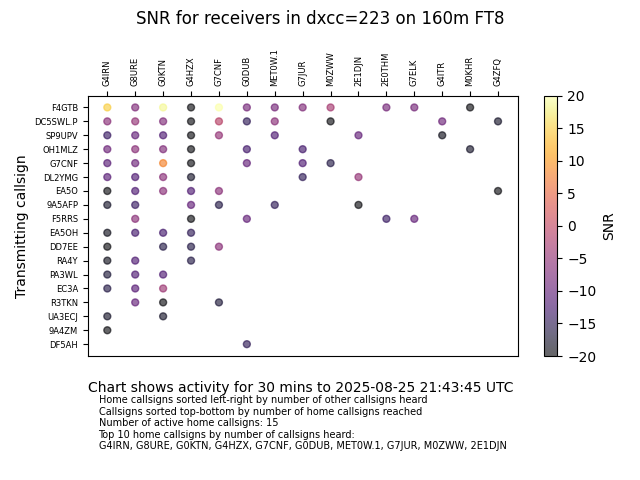 SNR for receivers in dxcc=223 on 160m FT8
G4IRN G8URE G0KTN G4HZX G7CNF G0DUB MET0W.1 G7JUR M0ZWW 2E1DJN 2E0THM G7ELK G4ITR M0KHR G4ZFQ
Transmitting callsign
F4GTB
DC5SWL.P
SP9UPV
OH1MLZ
G7CNF
DL2YMG
EA5O
9A5AFP
F5RRS
EA5OH
DD7EE
RA4Y
PA3WL
EC3A
R3TKN
UA3ECJ
9A4ZM
DF5AH
20
15
10
5
0
−5
−10
−15
−20
SNR
Chart shows activity for 30 mins to 2025-08-25 21:43:45 UTC
Home callsigns sorted left-right by number of other callsigns heard
Callsigns sorted top-bottom by number of home callsigns reached
Number of active home callsigns: 15
Top 10 home callsigns by number of callsigns heard:
G4IRN, G8URE, G0KTN, G4HZX, G7CNF, G0DUB, MET0W.1, G7JUR, M0ZWW, 2E1DJN